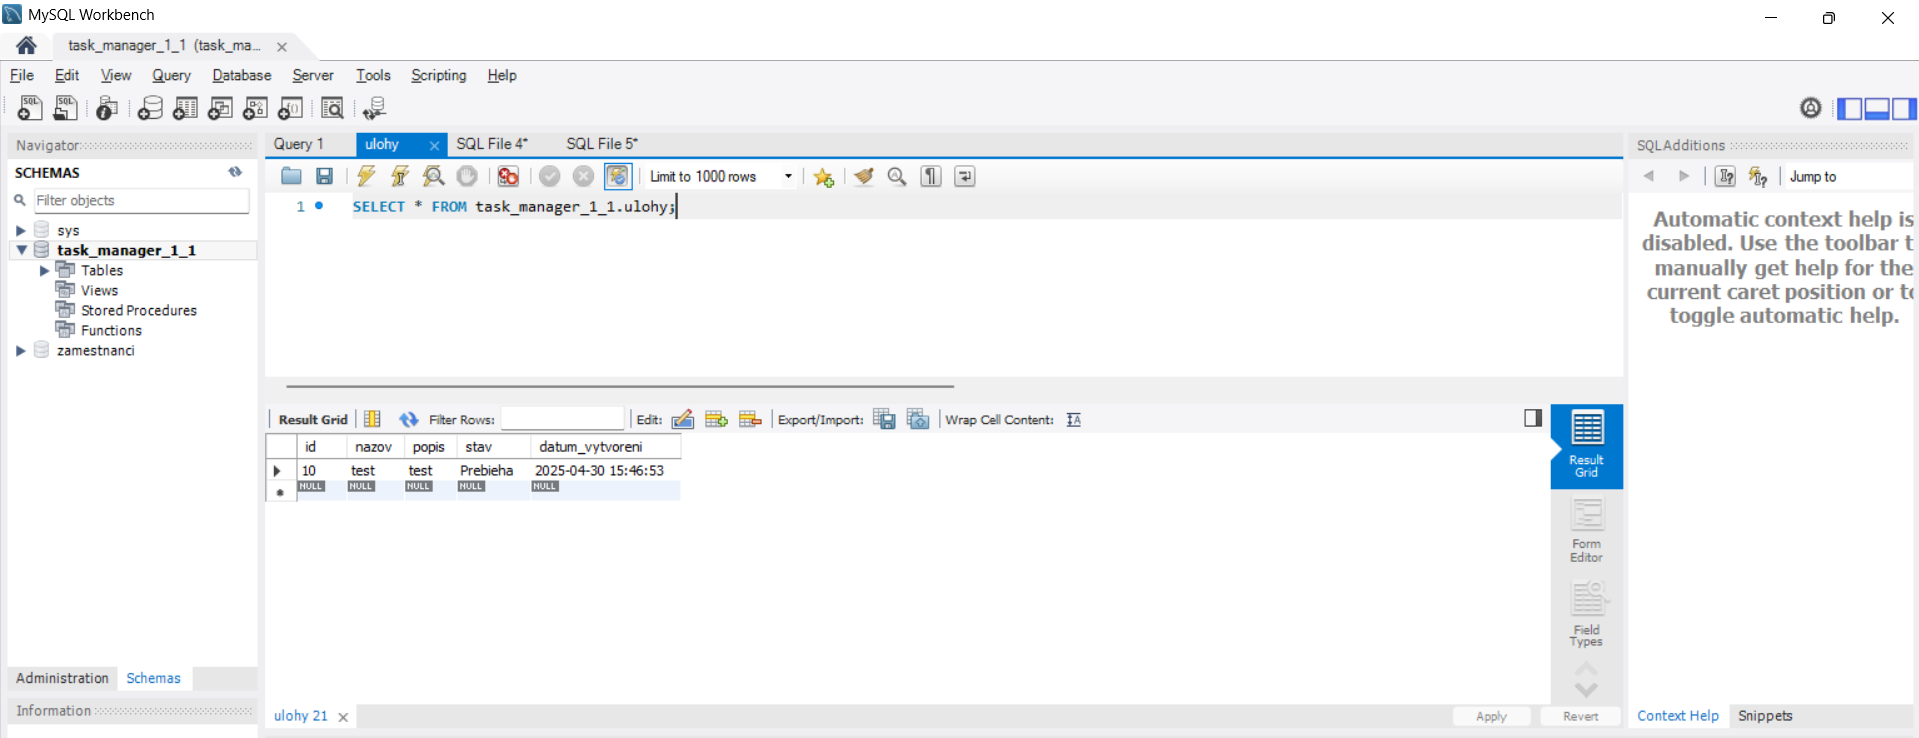 MySQL Workbench
task_manager_1_1 (task_ma...
File Edit View Query Database Server Tools Scripting Help
Navigator
SCHEMAS
Filter objects
sys
task_manager_1_1
Tables
Views
Stored Procedures
Functions
zamestnanci
Administration Schemas
Information
Query 1 ulohy SQL File 4* SQL File 5*
Limit to 1000 rows
1 SELECT * FROM task_manager_1_1.ulohy;
Result Grid Filter Rows: Edit: Export/Import: Wrap Cell Content:
id nazov popis stav datum_vytvoreni
10 test test Prebieha 2025-04-30 15:46:53
NULL NULL NULL NULL NULL
Result
Grid
Form
Editor
Field
Types
ulohy 21
Apply Revert
SQLAdditions
Jump to
Automatic context help is
disabled. Use the toolbar t
manually get help for the
current caret position or to
toggle automatic help.
Context Help Snippets